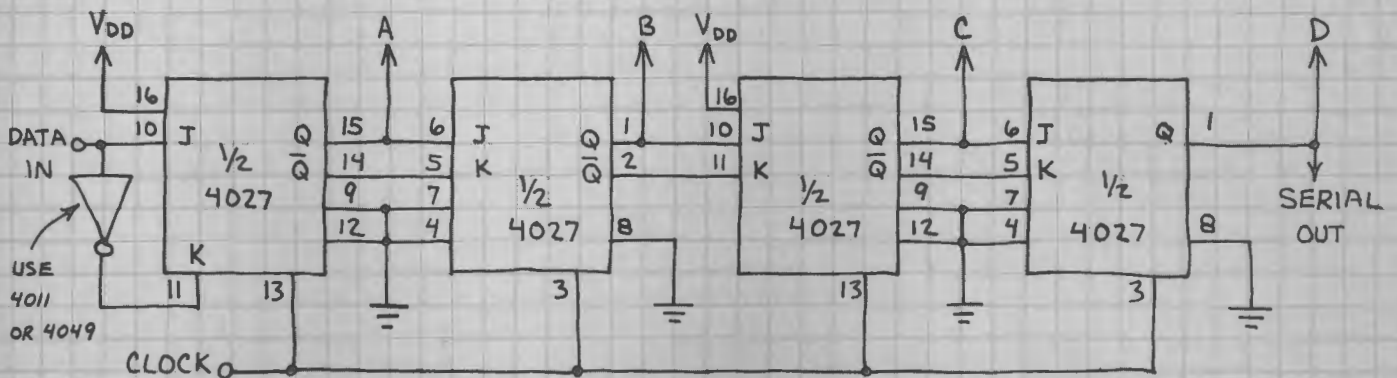 VDD A B VDD C D
16 16
DATA IN 10 J Q 15 6 J Q 1 10 J Q 15 6 J Q 1
1/2 4027 Q̅ 14 5 K 1/2 4027 Q̅ 2 11 K 1/2 4027 Q̅ 14 5 K 1/2 4027
9 7 9 7
12 4 8 12 4 8
SERIAL OUT
K
11 13 3 13 3
USE
4011
OR 4049
CLOCK